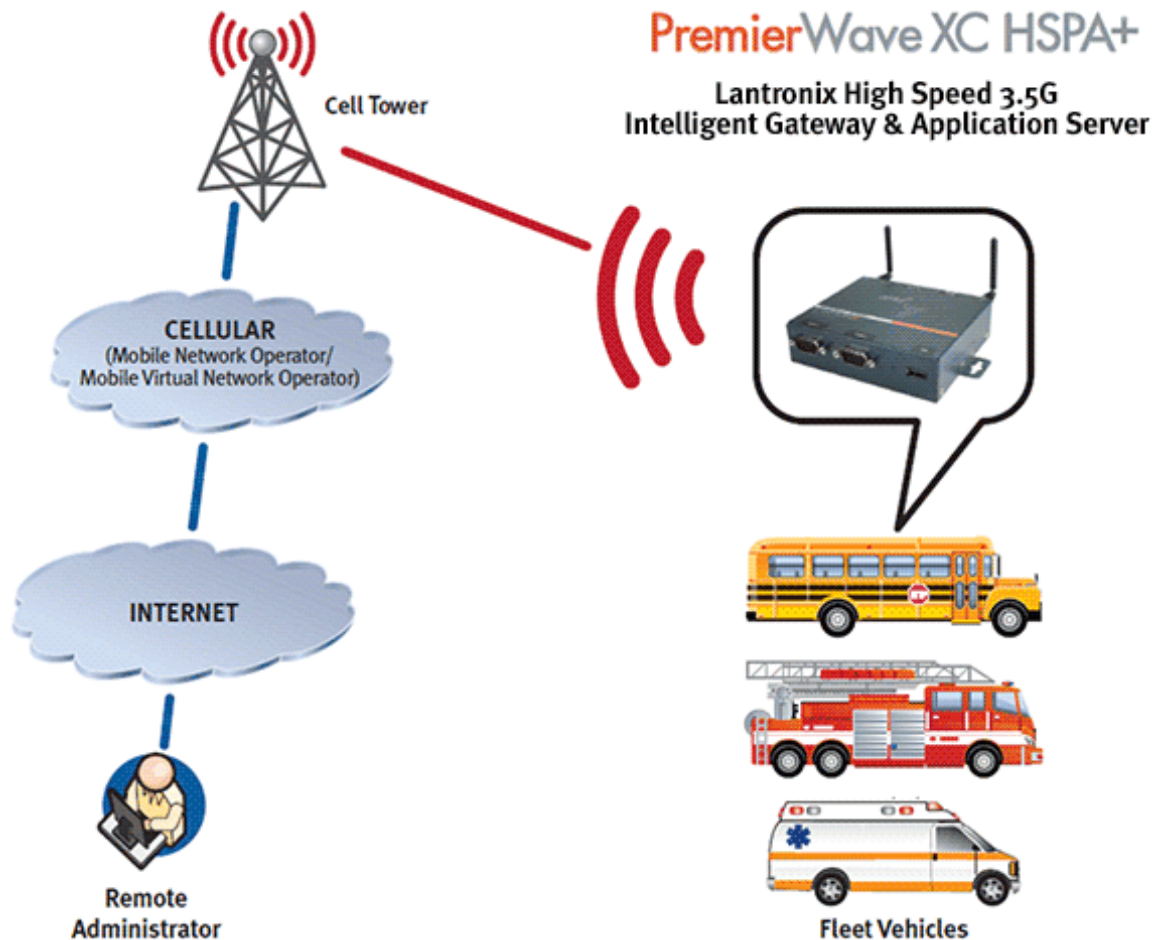 PremierWave XC HSPA+
Lantronix High Speed 3.5G
Intelligent Gateway & Application Server
Cell Tower
CELLULAR
(Mobile Network Operator/
Mobile Virtual Network Operator)
INTERNET
Remote
Administrator
Fleet Vehicles